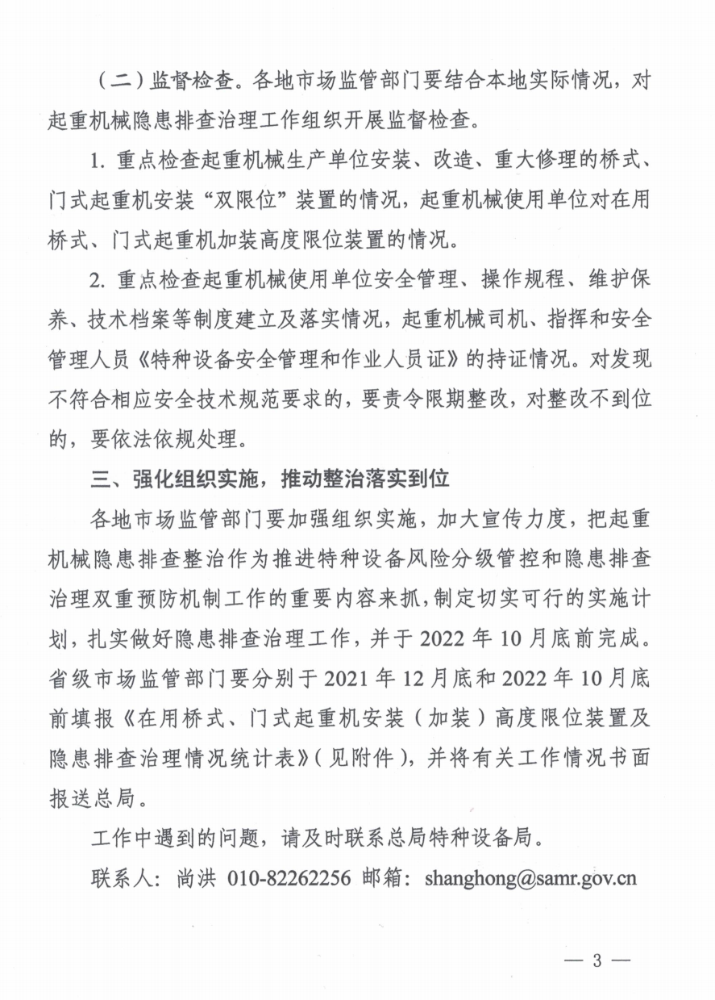 （二）监督检查。各地市场监管部门要结合本地实际情况，对
起重机械隐患排查治理工作组织开展监督检查。
1. 重点检查起重机械生产单位安装、改造、重大修理的桥式、
门式起重机安装“双限位”装置的情况，起重机械使用单位对在用
桥式、门式起重机加装高度限位装置的情况。
2. 重点检查起重机械使用单位安全管理、操作规程、维护保
养、技术档案等制度建立及落实情况，起重机械司机、指挥和安全
管理人员《特种设备安全管理和作业人员证》的持证情况。对发现
不符合相应安全技术规范要求的，要责令限期整改，对整改不到位
的，要依法依规处理。
三、强化组织实施，推动整治落实到位
各地市场监管部门要加强组织实施，加大宣传力度，把起重
机械隐患排查整治作为推进特种设备风险分级管控和隐患排查
治理双重预防机制工作的重要内容来抓，制定切实可行的实施计
划，扎实做好隐患排查治理工作，并于 2022 年 10 月底前完成。
省级市场监管部门要分别于 2021 年 12 月底和 2022 年 10 月底
前填报《在用桥式、门式起重机安装（加装）高度限位装置及
隐患排查治理情况统计表》（见附件），并将有关工作情况书面
报送总局。
工作中遇到的问题，请及时联系总局特种设备局。
联系人：尚洪 010-82262256 邮箱：shanghong@samr.gov.cn
— 3 —